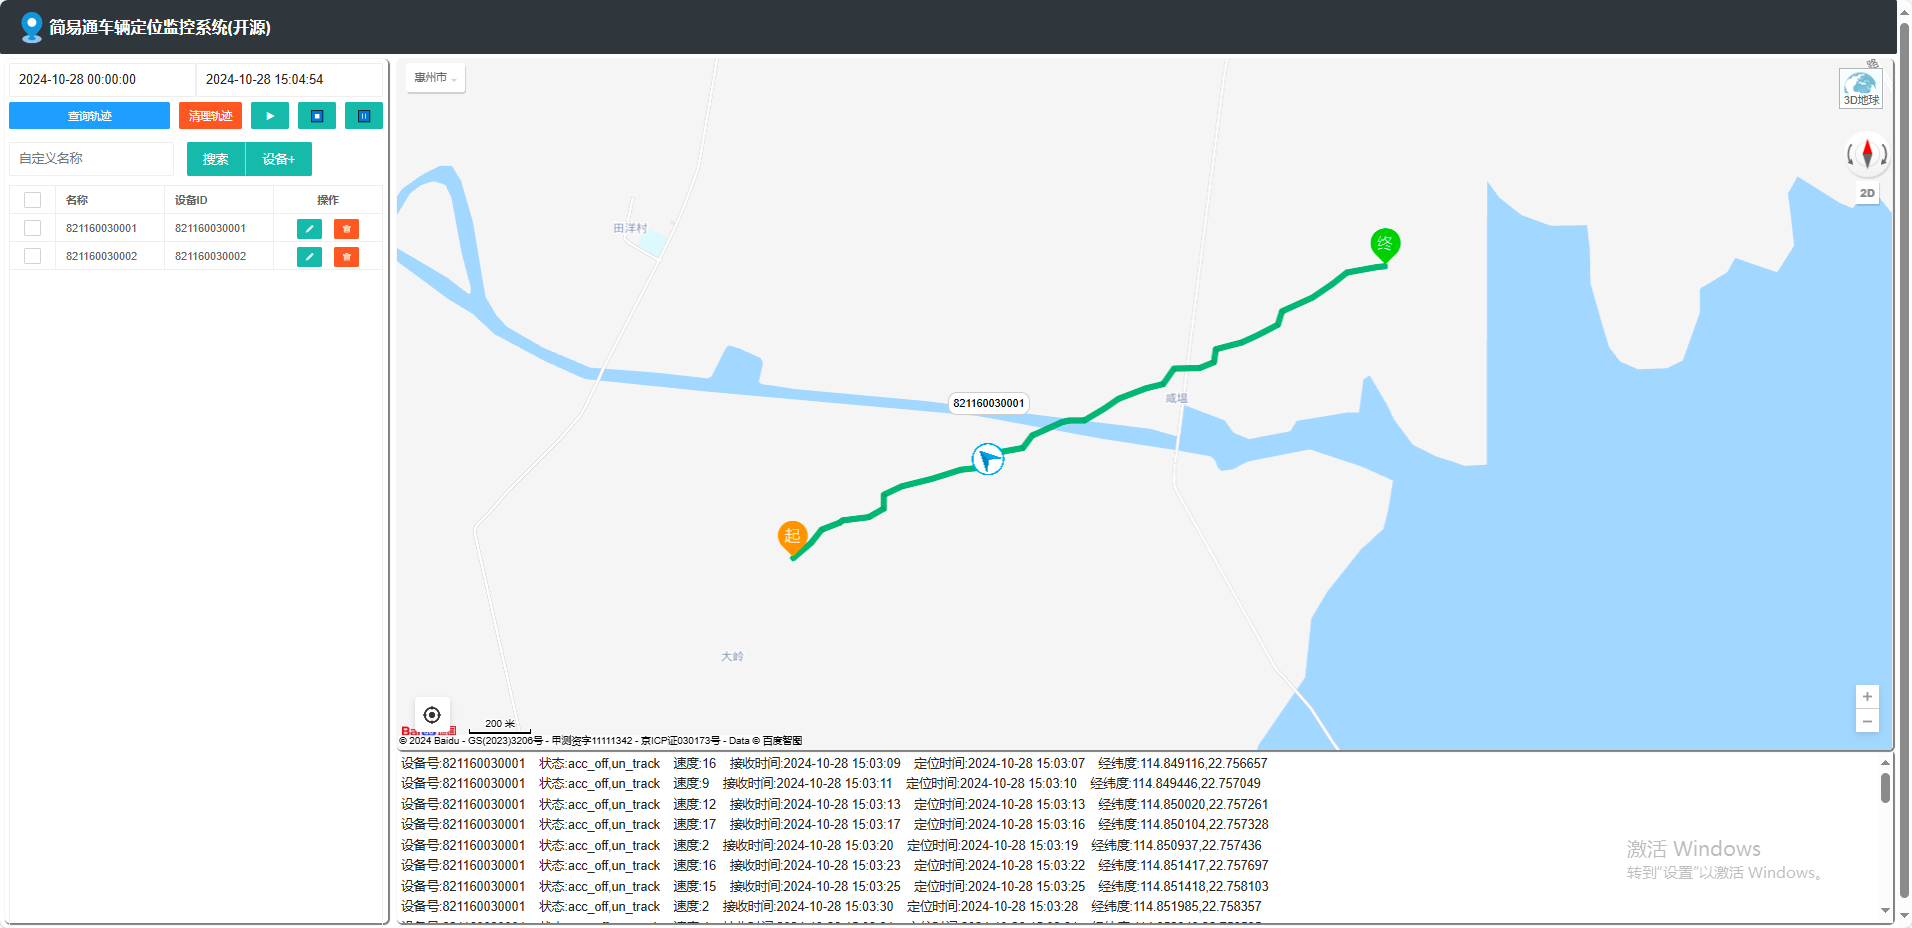 简易通车辆定位监控系统(开源)
2024-10-28 00:00:00 2024-10-28 15:04:54
查询轨迹 清理轨迹
自定义名称 搜索 设备+
名称 设备ID 操作
821160030001 821160030001
821160030002 821160030002
惠州市
路
3D地球
2D
田洋村
终
821160030001
咸塭
起
大岭
200 米
© 2024 Baidu - GS(2023)3206号 - 甲测资字11111342 - 京ICP证030173号 - Data © 百度智图
设备号:821160030001 状态:acc_off,un_track 速度:16 接收时间:2024-10-28 15:03:09 定位时间:2024-10-28 15:03:07 经纬度:114.849116,22.756657
设备号:821160030001 状态:acc_off,un_track 速度:9 接收时间:2024-10-28 15:03:11 定位时间:2024-10-28 15:03:10 经纬度:114.849446,22.757049
设备号:821160030001 状态:acc_off,un_track 速度:12 接收时间:2024-10-28 15:03:13 定位时间:2024-10-28 15:03:13 经纬度:114.850020,22.757261
设备号:821160030001 状态:acc_off,un_track 速度:17 接收时间:2024-10-28 15:03:17 定位时间:2024-10-28 15:03:16 经纬度:114.850104,22.757328
设备号:821160030001 状态:acc_off,un_track 速度:2 接收时间:2024-10-28 15:03:20 定位时间:2024-10-28 15:03:19 经纬度:114.850937,22.757436
设备号:821160030001 状态:acc_off,un_track 速度:16 接收时间:2024-10-28 15:03:23 定位时间:2024-10-28 15:03:22 经纬度:114.851417,22.757697
设备号:821160030001 状态:acc_off,un_track 速度:15 接收时间:2024-10-28 15:03:25 定位时间:2024-10-28 15:03:25 经纬度:114.851418,22.758103
设备号:821160030001 状态:acc_off,un_track 速度:2 接收时间:2024-10-28 15:03:30 定位时间:2024-10-28 15:03:28 经纬度:114.851985,22.758357
激活 Windows
转到“设置”以激活 Windows。